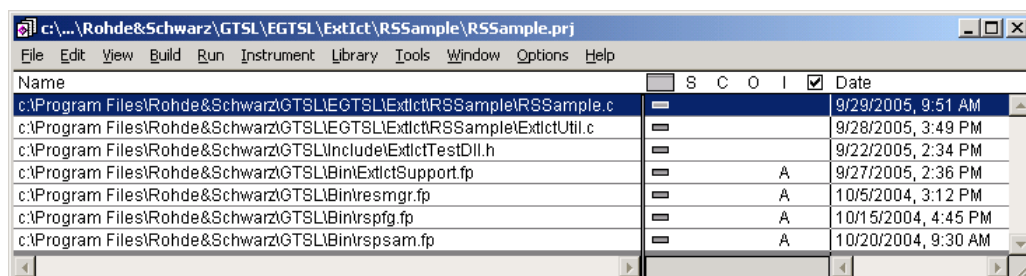 c:\...\Rohde&Schwarz\GTSL\EGTSL\ExtIct\RSSample\RSSample.prj
File Edit View Build Run Instrument Library Tools Window Options Help
Name S C O I Date
c:\Program Files\Rohde&Schwarz\GTSL\EGTSL\ExtIct\RSSample\RSSample.c 9/29/2005, 9:51 AM
c:\Program Files\Rohde&Schwarz\GTSL\EGTSL\ExtIct\RSSample\ExtIctUtil.c 9/28/2005, 3:49 PM
c:\Program Files\Rohde&Schwarz\GTSL\Include\ExtIctTestDll.h 9/22/2005, 2:34 PM
c:\Program Files\Rohde&Schwarz\GTSL\Bin\ExtIctSupport.fp A 9/27/2005, 2:36 PM
c:\Program Files\Rohde&Schwarz\GTSL\Bin\resmgr.fp A 10/5/2004, 3:12 PM
c:\Program Files\Rohde&Schwarz\GTSL\Bin\rspfg.fp A 10/15/2004, 4:45 PM
c:\Program Files\Rohde&Schwarz\GTSL\Bin\rspsam.fp A 10/20/2004, 9:30 AM